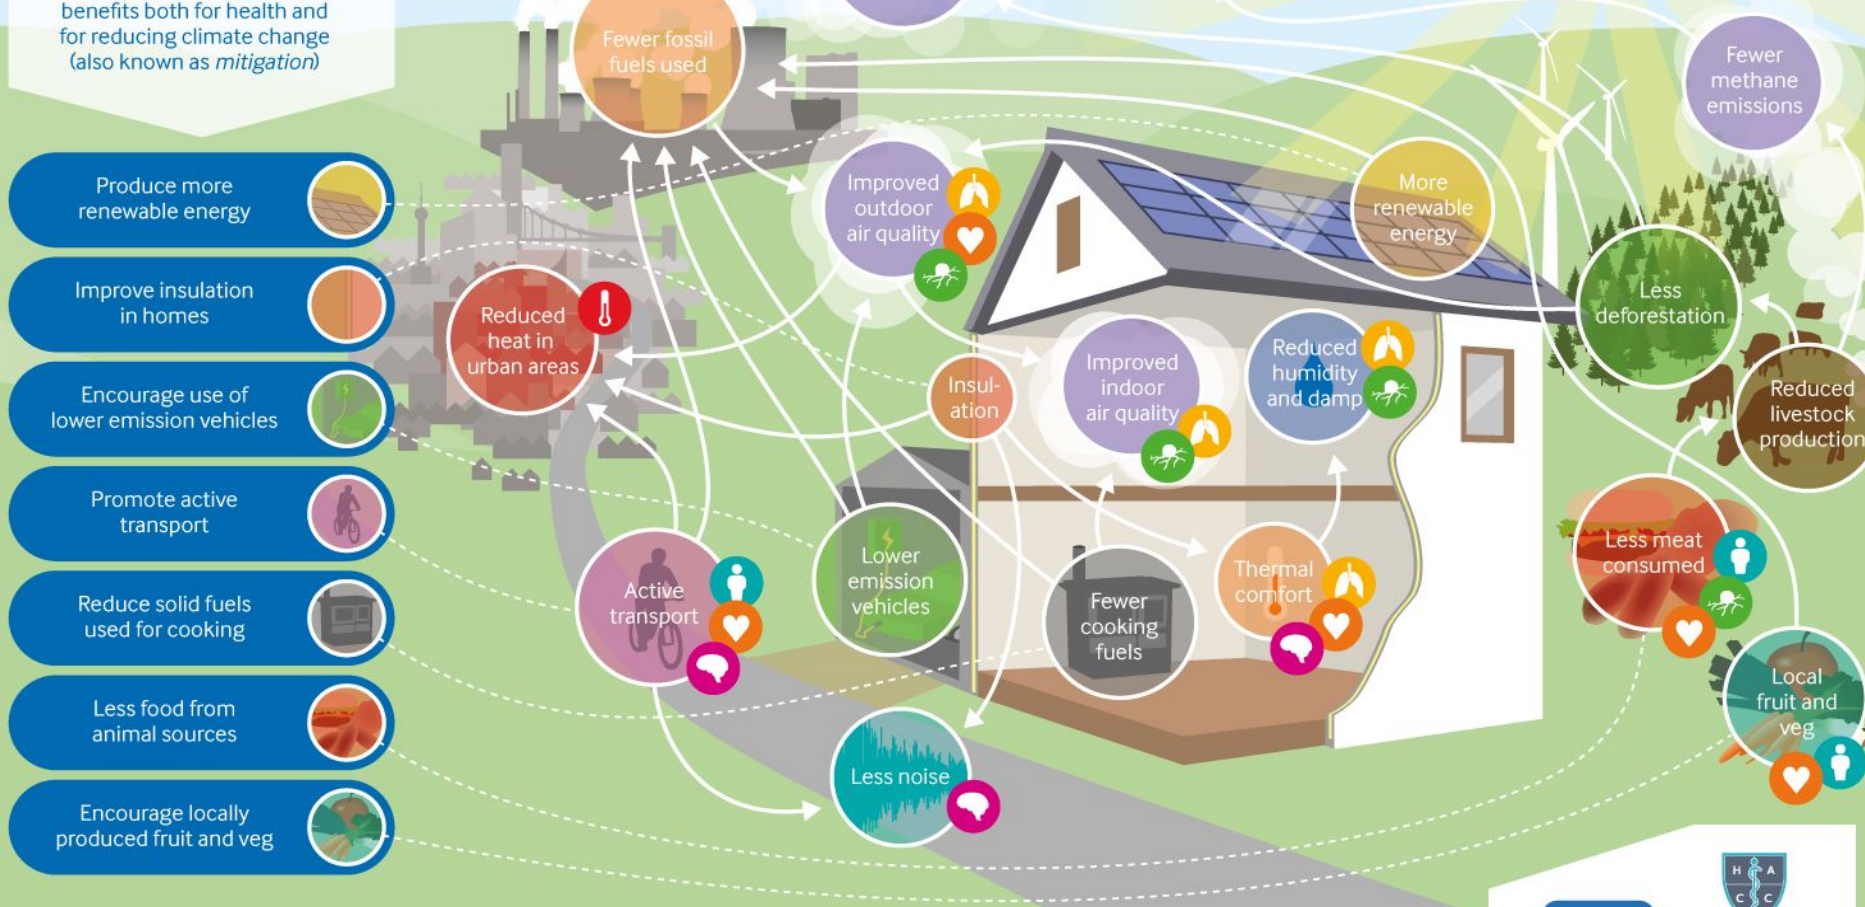 benefits both for health and
for reducing climate change
(also known as mitigation)
Produce more
renewable energy
Improve insulation
in homes
Encourage use of
lower emission vehicles
Promote active
transport
Reduce solid fuels
used for cooking
Less food from
animal sources
Encourage locally
produced fruit and veg
Fewer fossil
fuels used
Fewer
methane
emissions
Improved
outdoor
air quality
More
renewable
energy
Reduced
heat in
urban areas
Less
deforestation
Insul-
ation
Improved
indoor
air quality
Reduced
humidity
and damp
Reduced
livestock
production
Active
transport
Lower
emission
vehicles
Fewer
cooking
fuels
Thermal
comfort
Less meat
consumed
Local
fruit and
veg
Less noise
H A
C C